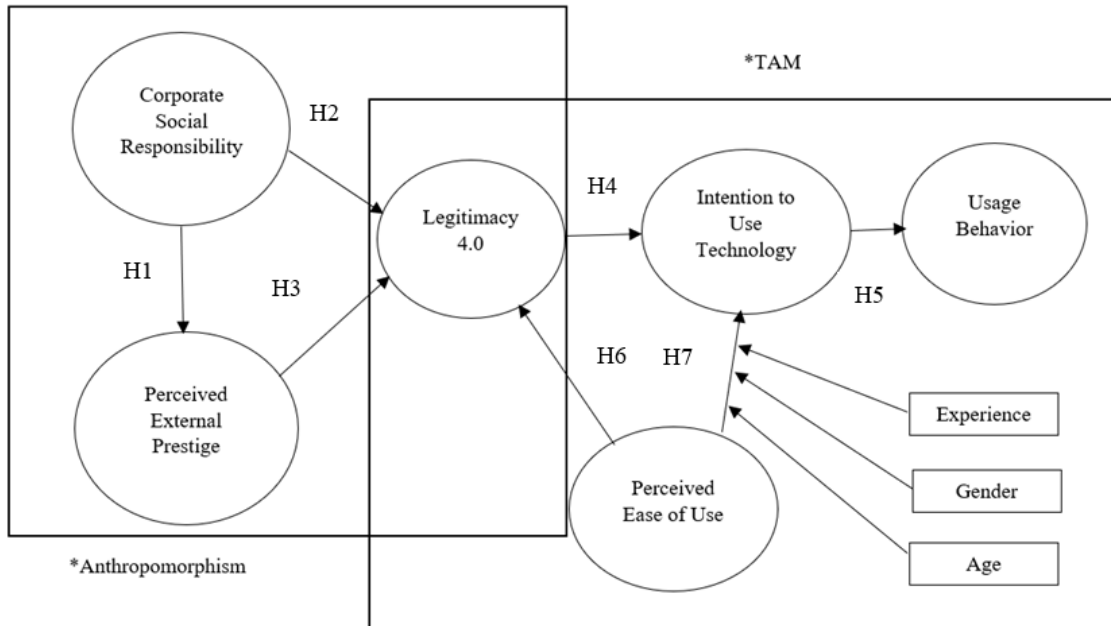 *TAM
Corporate
Social
Responsibility
H2
Legitimacy
4.0
H4
Intention to
Use
Technology
Usage
Behavior
H1
H3
H5
Perceived
External
Prestige
H6
H7
Experience
Perceived
Ease of Use
Gender
Age
*Anthropomorphism